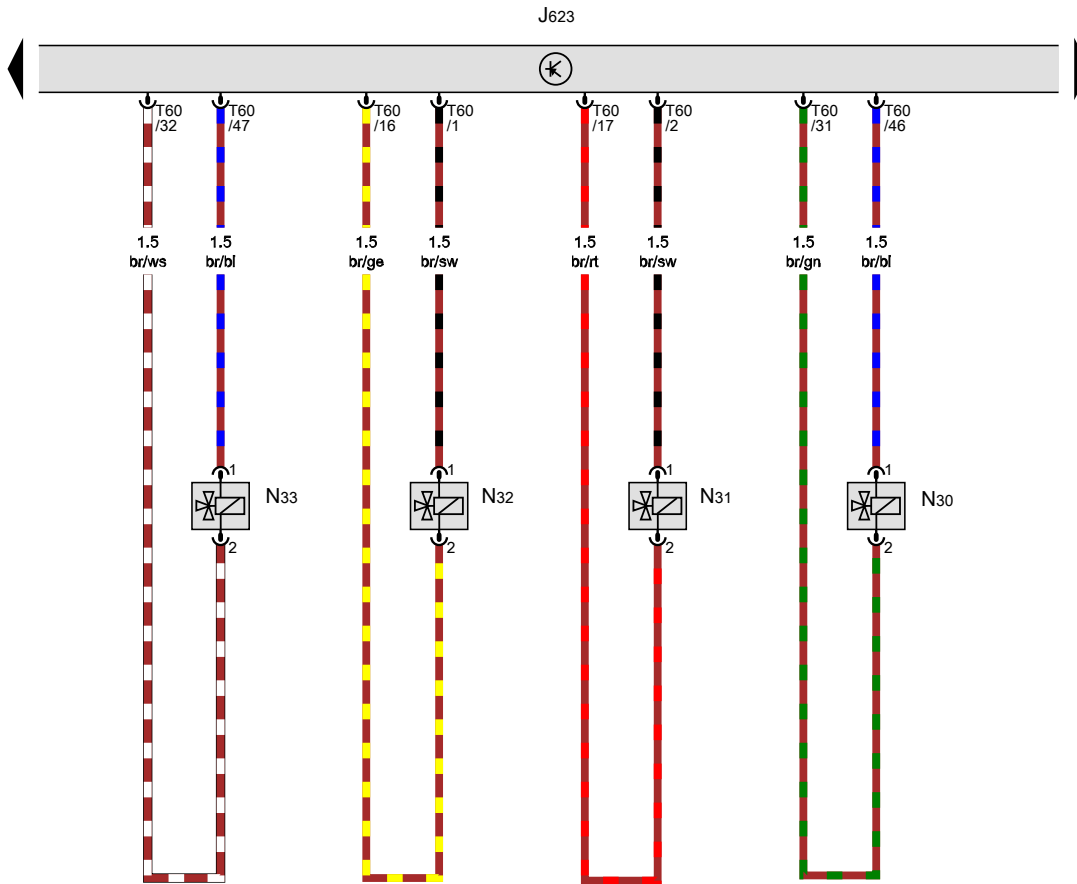 J623
T60 T60 T60 T60 T60 T60 T60 T60
/32 /47 /16 /1 /17 /2 /31 /46
1.5 1.5 1.5 1.5 1.5 1.5 1.5 1.5
br/ws br/bl br/ge br/sw br/rt br/sw br/gn br/bl
1 1 1 1
N33 N32 N31 N30
2 2 2 2